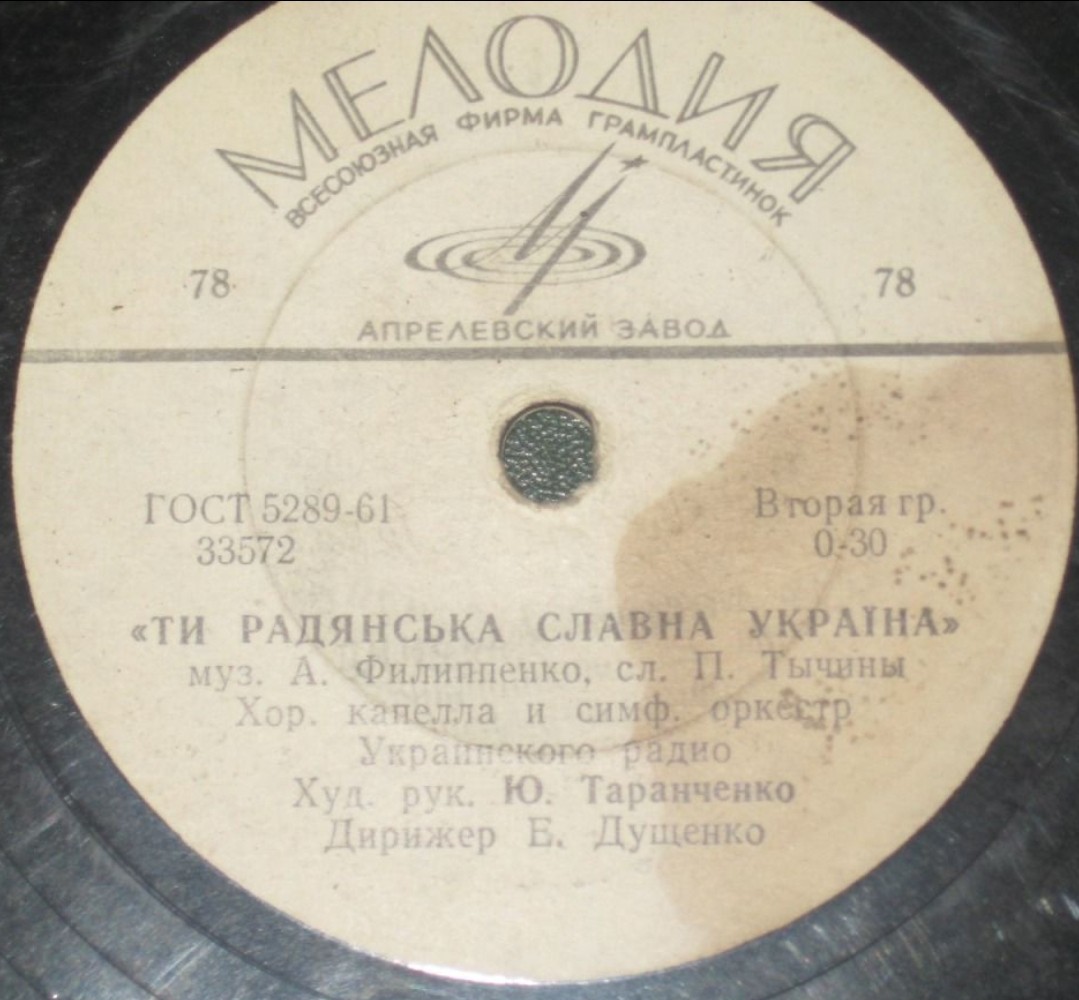 МЕЛОДИЯ
ВСЕСОЮЗНАЯ ФИРМА ГРАМПЛАСТИНОК
78 78
АПРЕЛЕВСКИЙ ЗАВОД
ГОСТ 5289-61 Вторая гр.
33572 0-30
«ТИ РАДЯНСЬКА СЛАВНА УКРАЇНА»
муз. А. Филиппенко, сл. П. Тычины
Хор. капелла и симф. оркестр
Украинского радио
Худ. рук. Ю. Таранченко
Дирижер Е. Дущенко